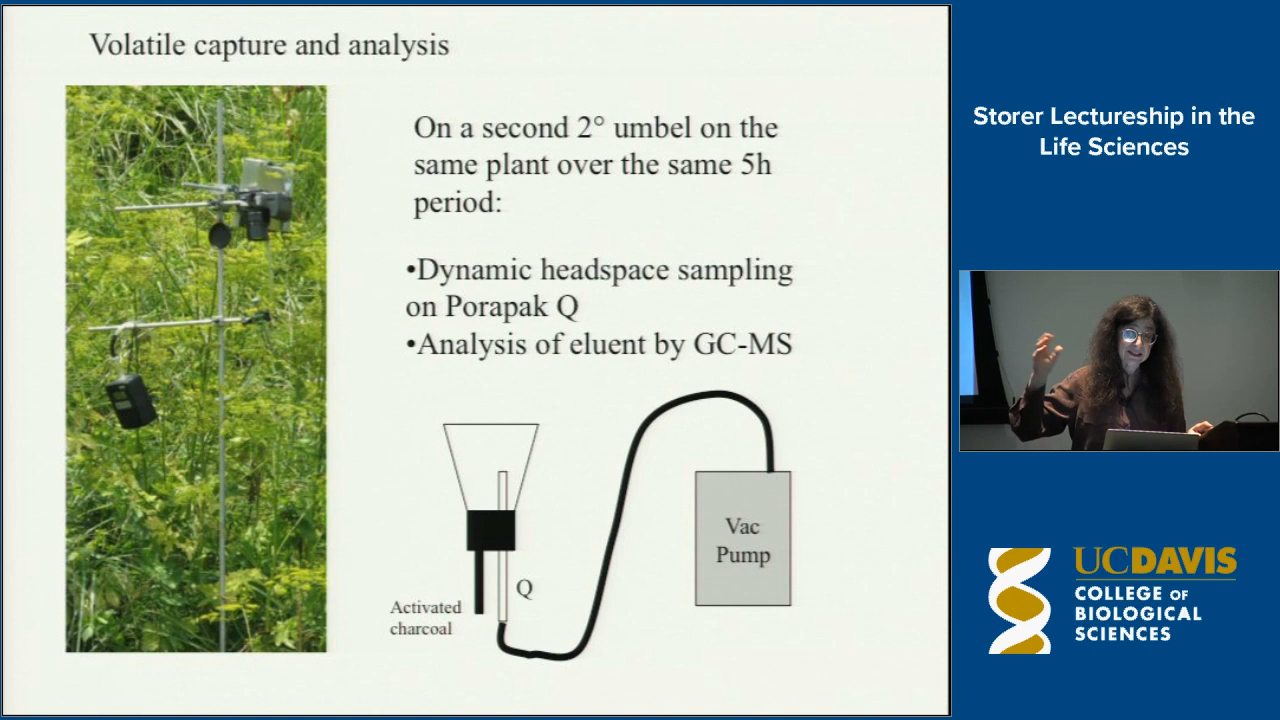 Volatile capture and analysis
On a second 2° umbel on the
same plant over the same 5h
period:
•Dynamic headspace sampling
on Porapak Q
•Analysis of eluent by GC-MS
Vac
Pump
Q
Activated
charcoal
Storer Lectureship in the
Life Sciences
UCDAVIS
COLLEGE OF
BIOLOGICAL
SCIENCES